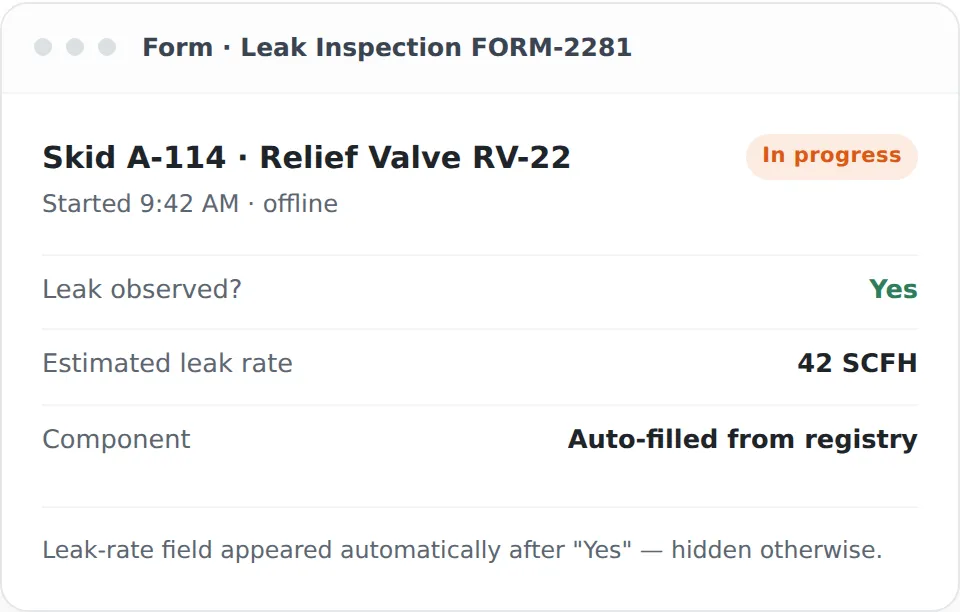 Form · Leak Inspection FORM-2281
Skid A-114 · Relief Valve RV-22
In progress
Started 9:42 AM · offline
Leak observed?
Yes
Estimated leak rate
42 SCFH
Component
Auto-filled from registry
Leak-rate field appeared automatically after "Yes" — hidden otherwise.